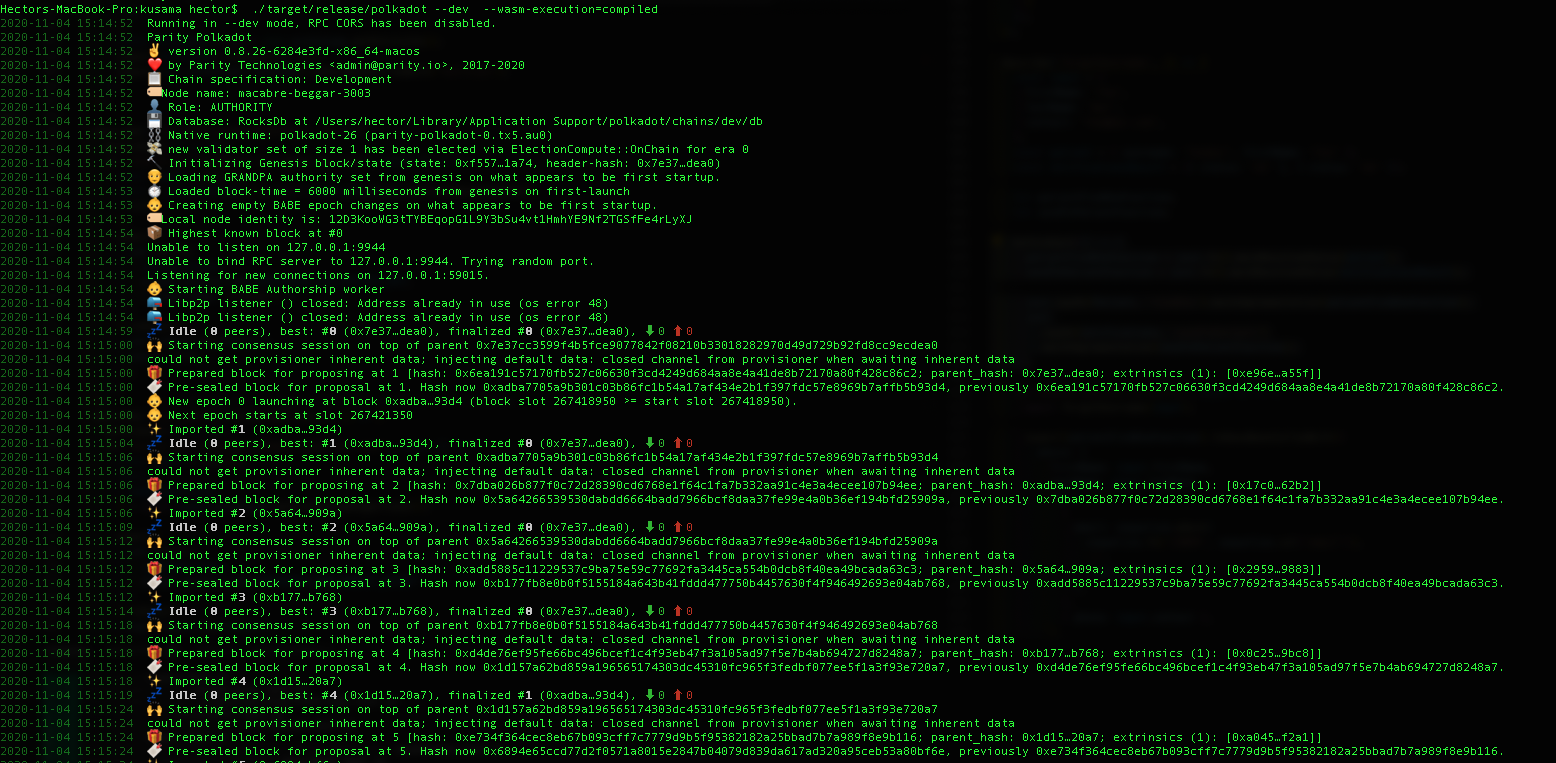 Hectors-MacBook-Pro:kusama hector$  ./target/release/polkadot --dev  --wasm-execution=compiled
2020-11-04 15:14:52  Running in --dev mode, RPC CORS has been disabled.
2020-11-04 15:14:52  Parity Polkadot
2020-11-04 15:14:52  ✌️ version 0.8.26-6284e3fd-x86_64-macos
2020-11-04 15:14:52  ❤️ by Parity Technologies <admin@parity.io>, 2017-2020
2020-11-04 15:14:52  📋 Chain specification: Development
2020-11-04 15:14:52  🏷 Node name: macabre-beggar-3003
2020-11-04 15:14:52  👤 Role: AUTHORITY
2020-11-04 15:14:52  💾 Database: RocksDb at /Users/hector/Library/Application Support/polkadot/chains/dev/db
2020-11-04 15:14:52  ⛓ Native runtime: polkadot-26 (parity-polkadot-0.tx5.au0)
2020-11-04 15:14:52  💸 new validator set of size 1 has been elected via ElectionCompute::OnChain for era 0
2020-11-04 15:14:52  🔨 Initializing Genesis block/state (state: 0xf557…1a74, header-hash: 0x7e37…dea0)
2020-11-04 15:14:52  👴 Loading GRANDPA authority set from genesis on what appears to be first startup.
2020-11-04 15:14:53  ⏱ Loaded block-time = 6000 milliseconds from genesis on first-launch
2020-11-04 15:14:53  👶 Creating empty BABE epoch changes on what appears to be first startup.
2020-11-04 15:14:53  🏷 Local node identity is: 12D3KooWG3tTYBEqopG1L9Y3bSu4vt1HmhYE9Nf2TGSfFe4rLyXJ
2020-11-04 15:14:54  📦 Highest known block at #0
2020-11-04 15:14:54  Unable to listen on 127.0.0.1:9944
2020-11-04 15:14:54  Unable to bind RPC server to 127.0.0.1:9944. Trying random port.
2020-11-04 15:14:54  Listening for new connections on 127.0.0.1:59015.
2020-11-04 15:14:54  👶 Starting BABE Authorship worker
2020-11-04 15:14:54  📪 Libp2p listener () closed: Address already in use (os error 48)
2020-11-04 15:14:54  📪 Libp2p listener () closed: Address already in use (os error 48)
2020-11-04 15:14:59  💤 Idle (0 peers), best: #0 (0x7e37…dea0), finalized #0 (0x7e37…dea0), ⬇ 0 ⬆ 0
2020-11-04 15:15:00  🙌 Starting consensus session on top of parent 0x7e37cc3599f4b5fce9077842f08210b33018282970d49d729b92fd8cc9ecdea0
2020-11-04 15:15:00  could not get provisioner inherent data; injecting default data: closed channel from provisioner when awaiting inherent data
2020-11-04 15:15:00  🎁 Prepared block for proposing at 1 [hash: 0x6ea191c57170fb527c06630f3cd4249d684aa8e4a41de8b72170a80f428c86c2; parent_hash: 0x7e37…dea0; extrinsics (1): [0xe96e…a55f]]
2020-11-04 15:15:00  🔖 Pre-sealed block for proposal at 1. Hash now 0xadba7705a9b301c03b86fc1b54a17af434e2b1f397fdc57e8969b7affb5b93d4, previously 0x6ea191c57170fb527c06630f3cd4249d684aa8e4a41de8b72170a80f428c86c2.
2020-11-04 15:15:00  👶 New epoch 0 launching at block 0xadba…93d4 (block slot 267418950 >= start slot 267418950).
2020-11-04 15:15:00  👶 Next epoch starts at slot 267421350
2020-11-04 15:15:00  ✨ Imported #1 (0xadba…93d4)
2020-11-04 15:15:04  💤 Idle (0 peers), best: #1 (0xadba…93d4), finalized #0 (0x7e37…dea0), ⬇ 0 ⬆ 0
2020-11-04 15:15:06  🙌 Starting consensus session on top of parent 0xadba7705a9b301c03b86fc1b54a17af434e2b1f397fdc57e8969b7affb5b93d4
2020-11-04 15:15:06  could not get provisioner inherent data; injecting default data: closed channel from provisioner when awaiting inherent data
2020-11-04 15:15:06  🎁 Prepared block for proposing at 2 [hash: 0x7dba026b877f0c72d28390cd6768e1f64c1fa7b332aa91c4e3a4ecee107b94ee; parent_hash: 0xadba…93d4; extrinsics (1): [0x17c0…62b2]]
2020-11-04 15:15:06  🔖 Pre-sealed block for proposal at 2. Hash now 0x5a64266539530dabdd6664badd7966bcf8daa37fe99e4a0b36ef194bfd25909a, previously 0x7dba026b877f0c72d28390cd6768e1f64c1fa7b332aa91c4e3a4ecee107b94ee.
2020-11-04 15:15:06  ✨ Imported #2 (0x5a64…909a)
2020-11-04 15:15:09  💤 Idle (0 peers), best: #2 (0x5a64…909a), finalized #0 (0x7e37…dea0), ⬇ 0 ⬆ 0
2020-11-04 15:15:12  🙌 Starting consensus session on top of parent 0x5a64266539530dabdd6664badd7966bcf8daa37fe99e4a0b36ef194bfd25909a
2020-11-04 15:15:12  could not get provisioner inherent data; injecting default data: closed channel from provisioner when awaiting inherent data
2020-11-04 15:15:12  🎁 Prepared block for proposing at 3 [hash: 0xadd5885c11229537c9ba75e59c77692fa3445ca554b0dcb8f40ea49bcada63c3; parent_hash: 0x5a64…909a; extrinsics (1): [0x2959…9883]]
2020-11-04 15:15:12  🔖 Pre-sealed block for proposal at 3. Hash now 0xb177fb8e0b0f5155184a643b41fddd477750b4457630f4f946492693e04ab768, previously 0xadd5885c11229537c9ba75e59c77692fa3445ca554b0dcb8f40ea49bcada63c3.
2020-11-04 15:15:12  ✨ Imported #3 (0xb177…b768)
2020-11-04 15:15:14  💤 Idle (0 peers), best: #3 (0xb177…b768), finalized #0 (0x7e37…dea0), ⬇ 0 ⬆ 0
2020-11-04 15:15:18  🙌 Starting consensus session on top of parent 0xb177fb8e0b0f5155184a643b41fddd477750b4457630f4f946492693e04ab768
2020-11-04 15:15:18  could not get provisioner inherent data; injecting default data: closed channel from provisioner when awaiting inherent data
2020-11-04 15:15:18  🎁 Prepared block for proposing at 4 [hash: 0xd4de76ef95fe66bc496bcef1c4f93eb47f3a105ad97f5e7b4ab694727d8248a7; parent_hash: 0xb177…b768; extrinsics (1): [0x0c25…9bc8]]
2020-11-04 15:15:18  🔖 Pre-sealed block for proposal at 4. Hash now 0x1d157a62bd859a196565174303dc45310fc965f3fedbf077ee5f1a3f93e720a7, previously 0xd4de76ef95fe66bc496bcef1c4f93eb47f3a105ad97f5e7b4ab694727d8248a7.
2020-11-04 15:15:18  ✨ Imported #4 (0x1d15…20a7)
2020-11-04 15:15:19  💤 Idle (0 peers), best: #4 (0x1d15…20a7), finalized #1 (0xadba…93d4), ⬇ 0 ⬆ 0
2020-11-04 15:15:24  🙌 Starting consensus session on top of parent 0x1d157a62bd859a196565174303dc45310fc965f3fedbf077ee5f1a3f93e720a7
2020-11-04 15:15:24  could not get provisioner inherent data; injecting default data: closed channel from provisioner when awaiting inherent data
2020-11-04 15:15:24  🎁 Prepared block for proposing at 5 [hash: 0xe734f364cec8eb67b093cff7c7779d9b5f95382182a25bbad7b7a989f8e9b116; parent_hash: 0x1d15…20a7; extrinsics (1): [0xa045…f2a1]]
2020-11-04 15:15:24  🔖 Pre-sealed block for proposal at 5. Hash now 0x6894e65ccd77d2f0571a8015e2847b04079d839da617ad320a95ceb53a80bf6e, previously 0xe734f364cec8eb67b093cff7c7779d9b5f95382182a25bbad7b7a989f8e9b116.